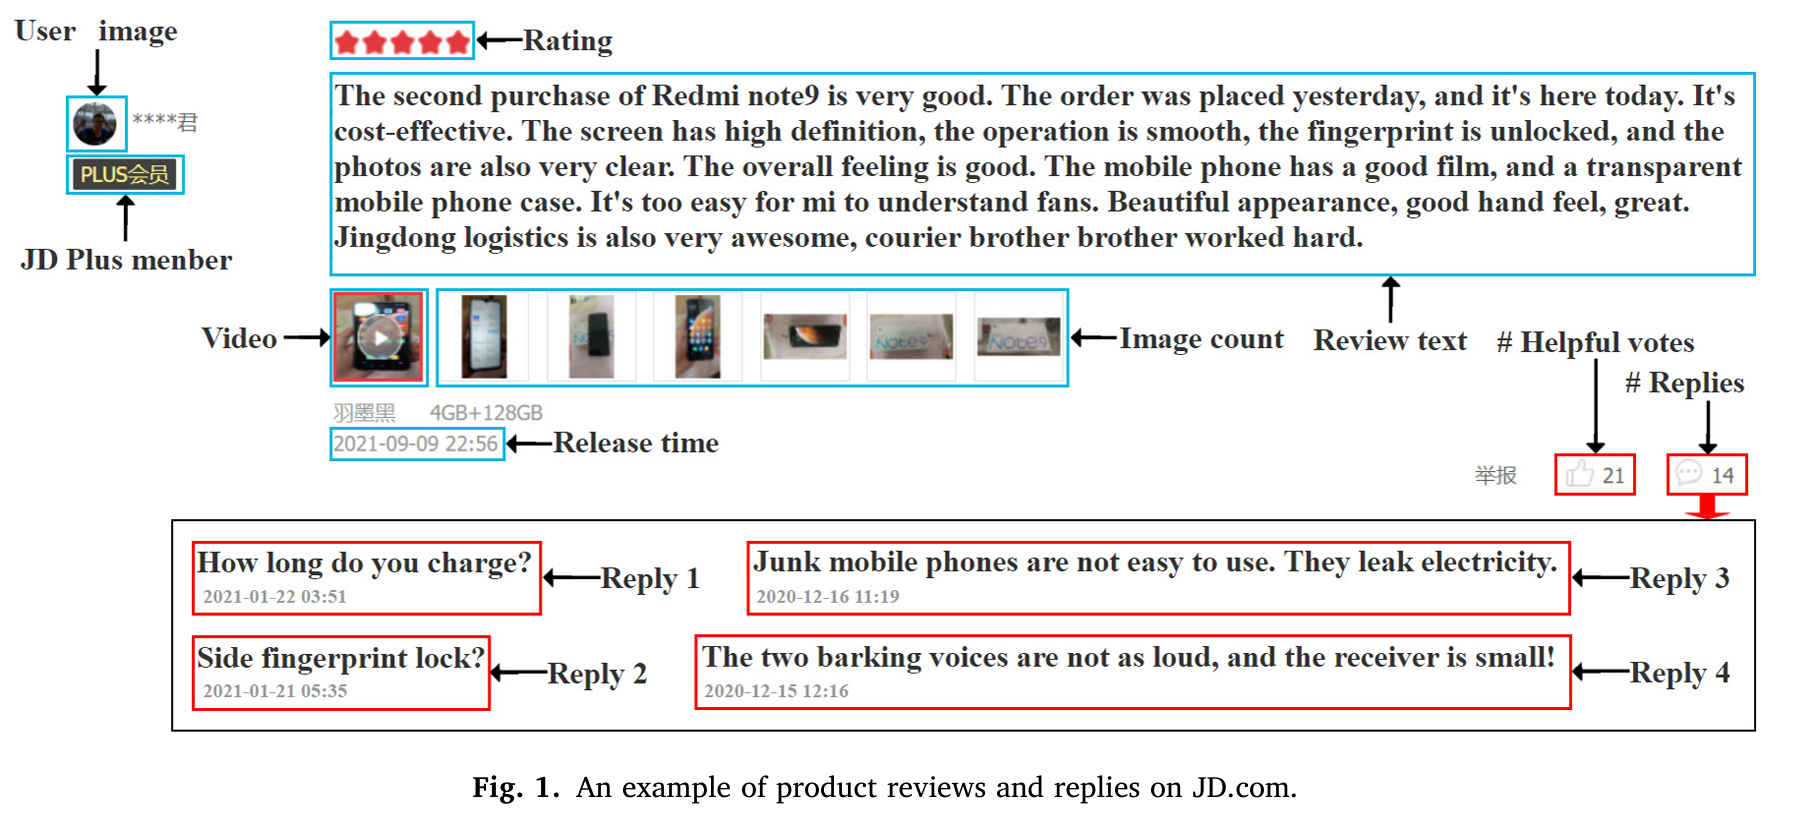 User image
Rating
****君
PLUS会员
JD Plus menber
The second purchase of Redmi note9 is very good. The order was placed yesterday, and it's here today. It's
cost-effective. The screen has high definition, the operation is smooth, the fingerprint is unlocked, and the
photos are also very clear. The overall feeling is good. The mobile phone has a good film, and a transparent
mobile phone case. It's too easy for mi to understand fans. Beautiful appearance, good hand feel, great.
Jingdong logistics is also very awesome, courier brother brother worked hard.
Video
Note9
Note9
Image count
Review text
# Helpful votes
# Replies
羽墨黑 4GB+128GB
2021-09-09 22:56
Release time
举报
21
14
How long do you charge?
2021-01-22 03:51
Reply 1
Junk mobile phones are not easy to use. They leak electricity.
2020-12-16 11:19
Reply 3
Side fingerprint lock?
2021-01-21 05:35
Reply 2
The two barking voices are not as loud, and the receiver is small!
2020-12-15 12:16
Reply 4
Fig. 1. An example of product reviews and replies on JD.com.